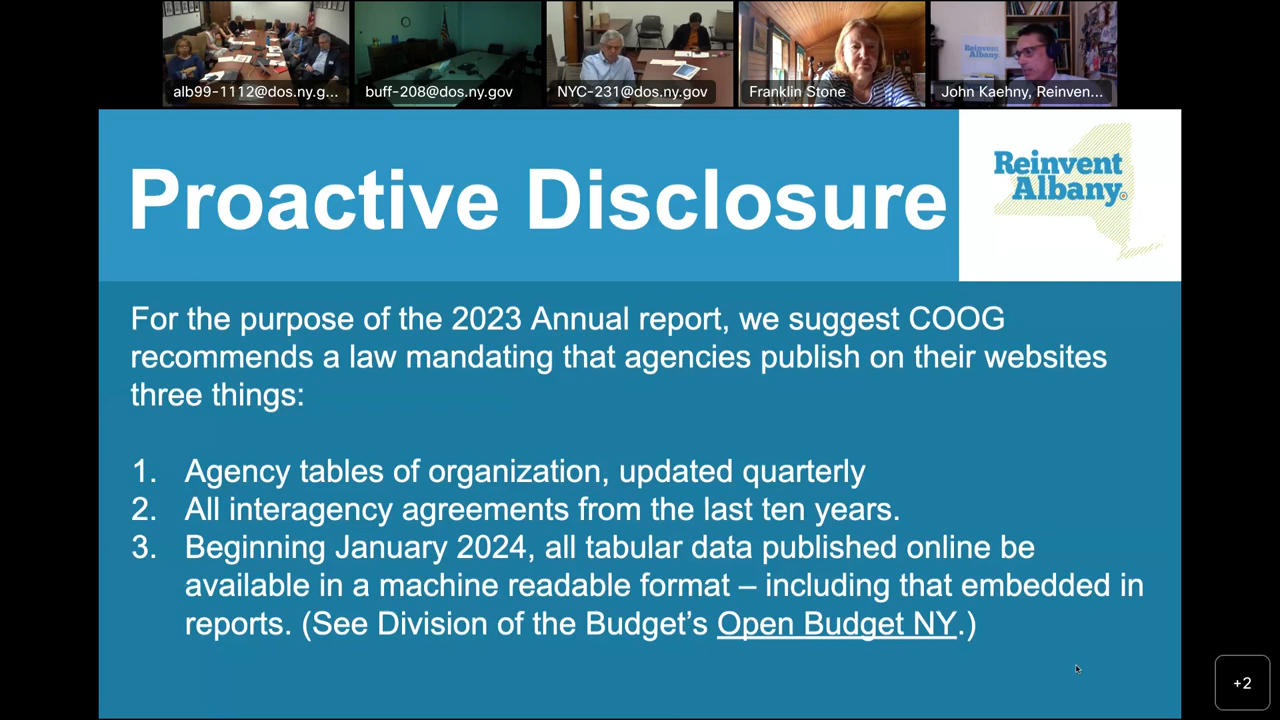 alb99-1112@dos.ny.g...
buff-208@dos.ny.gov
NYC-231@dos.ny.gov
Franklin Stone
John Kaehny, Reinven...
Reinvent
Albany
Proactive Disclosure
Reinvent
Albany
For the purpose of the 2023 Annual report, we suggest COOG
recommends a law mandating that agencies publish on their websites
three things:
1. Agency tables of organization, updated quarterly
2. All interagency agreements from the last ten years.
3. Beginning January 2024, all tabular data published online be
available in a machine readable format – including that embedded in
reports. (See Division of the Budget’s Open Budget NY.)
+2